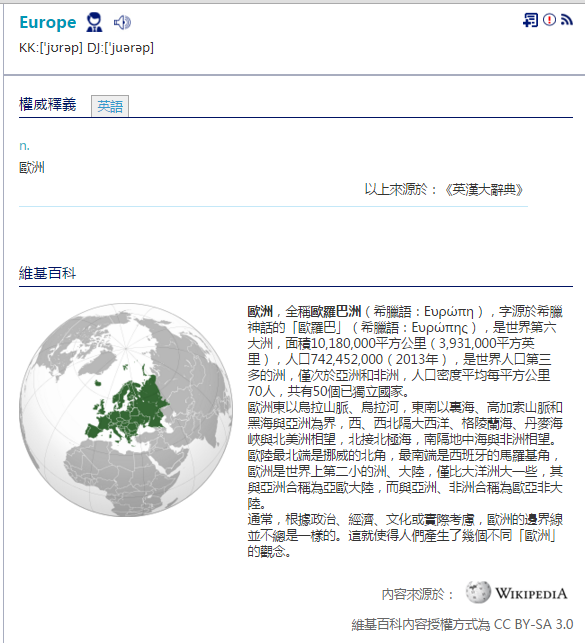 Europe
KK:[ˈjʊrəp] DJ:[ˈjuərəp]
權威釋義 英語
n.
歐洲
以上來源於：《英漢大辭典》
維基百科
歐洲，全稱歐羅巴洲（希臘語：Ευρώπη），字源於希臘
神話的「歐羅巴」（希臘語：Ευρώπης），是世界第六
大洲，面積10,180,000平方公里（3,931,000平方英
里），人口742,452,000（2013年），是世界人口第三
多的洲，僅次於亞洲和非洲，人口密度平均每平方公里
70人，共有50個已獨立國家。
歐洲東以烏拉山脈、烏拉河，東南以裏海、高加索山脈和
黑海與亞洲為界，西、西北隔大西洋、格陵蘭海、丹麥海
峽與北美洲相望，北接北極海，南隔地中海與非洲相望。
歐陸最北端是挪威的北角，最南端是西班牙的馬羅基角，
歐洲是世界上第二小的洲、大陸，僅比大洋洲大一些，其
與亞洲合稱為亞歐大陸，而與亞洲、非洲合稱為歐亞非大
陸。
通常，根據政治、經濟、文化或實際考慮，歐洲的邊界線
並不總是一樣的。這就使得人們產生了幾個不同「歐洲」
的觀念。
內容來源於： WIKIPEDIA
維基百科內容授權方式為 CC BY-SA 3.0